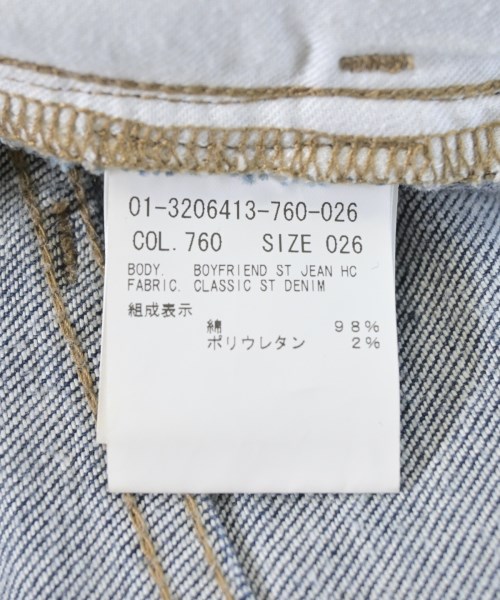 01-3206413-760-026
COL.760 SIZE 026
BODY. BOYFRIEND ST JEAN HC
FABRIC. CLASSIC ST DENIM
組成表示
綿 98%
ポリウレタン 2%